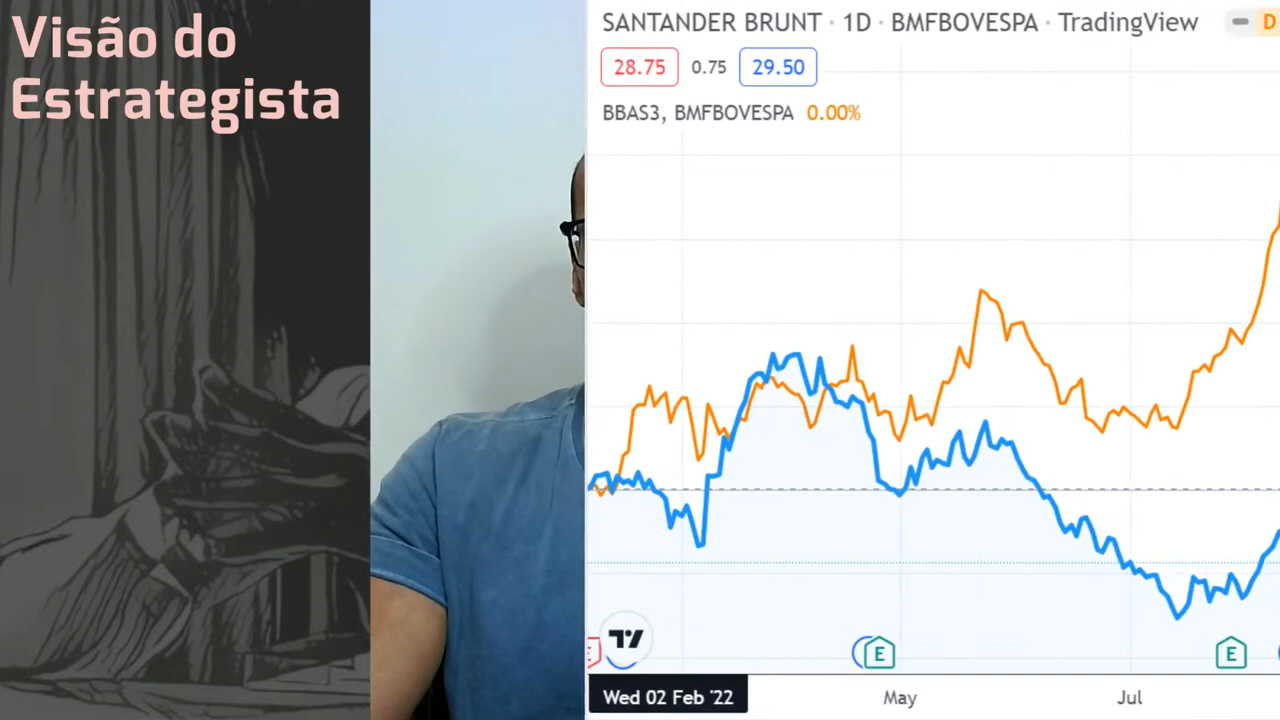 Visão do
Estrategista
SANTANDER BRUNT · 1D · BMFBOVESPA · TradingView
D
28.75 0.75 29.50
BBAS3, BMFBOVESPA 0.00%
E E E
Wed 02 Feb '22 May Jul